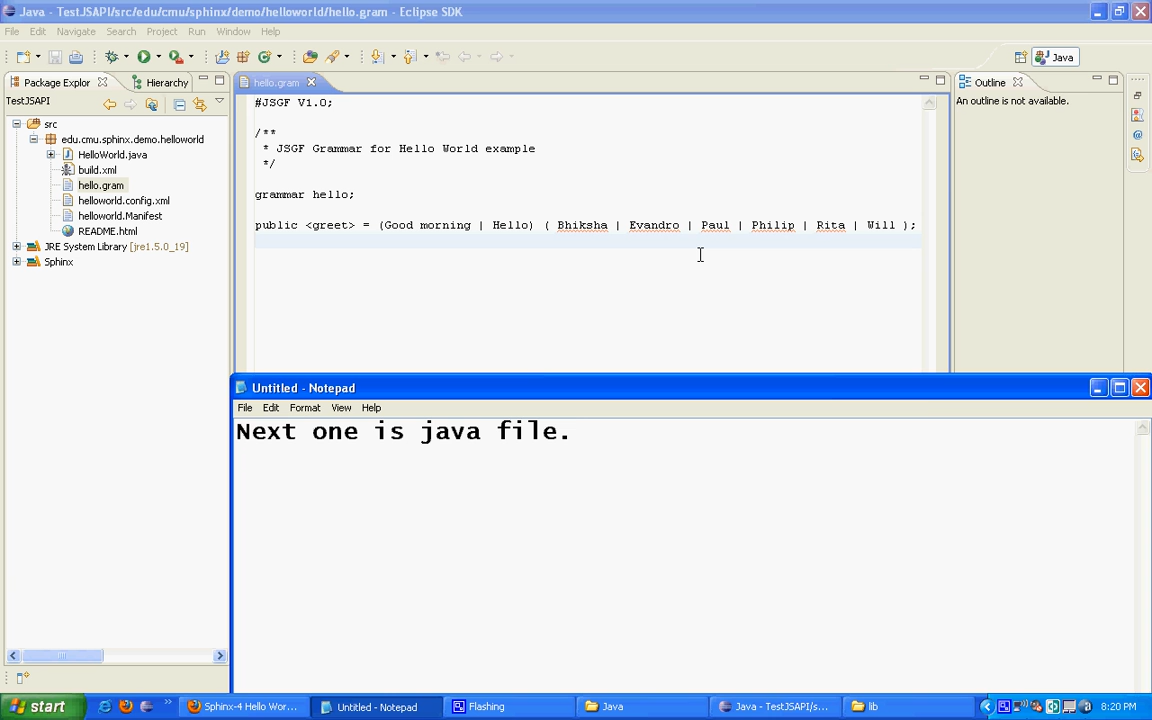 Java - TestJSAPI/src/edu/cmu/sphinx/demo/helloworld/hello.gram - Eclipse SDK
File Edit Navigate Search Project Run Window Help
Java
Package Explor Hierarchy
hello.gram
Outline
TestJSAPI
An outline is not available.
src
edu.cmu.sphinx.demo.helloworld
HelloWorld.java
build.xml
hello.gram
helloworld.config.xml
helloworld.Manifest
README.html
JRE System Library [jre1.5.0_19]
Sphinx
#JSGF V1.0;
/**
* JSGF Grammar for Hello World example
*/
grammar hello;
public <greet> = (Good morning | Hello) ( Bhiksha | Evandro | Paul | Philip | Rita | Will );
Untitled - Notepad
File Edit Format View Help
Next one is java file.
start
Sphinx-4 Hello Wor...
Untitled - Notepad
Flashing
Java
Java - TestJSAPI/s...
lib
8:20 PM